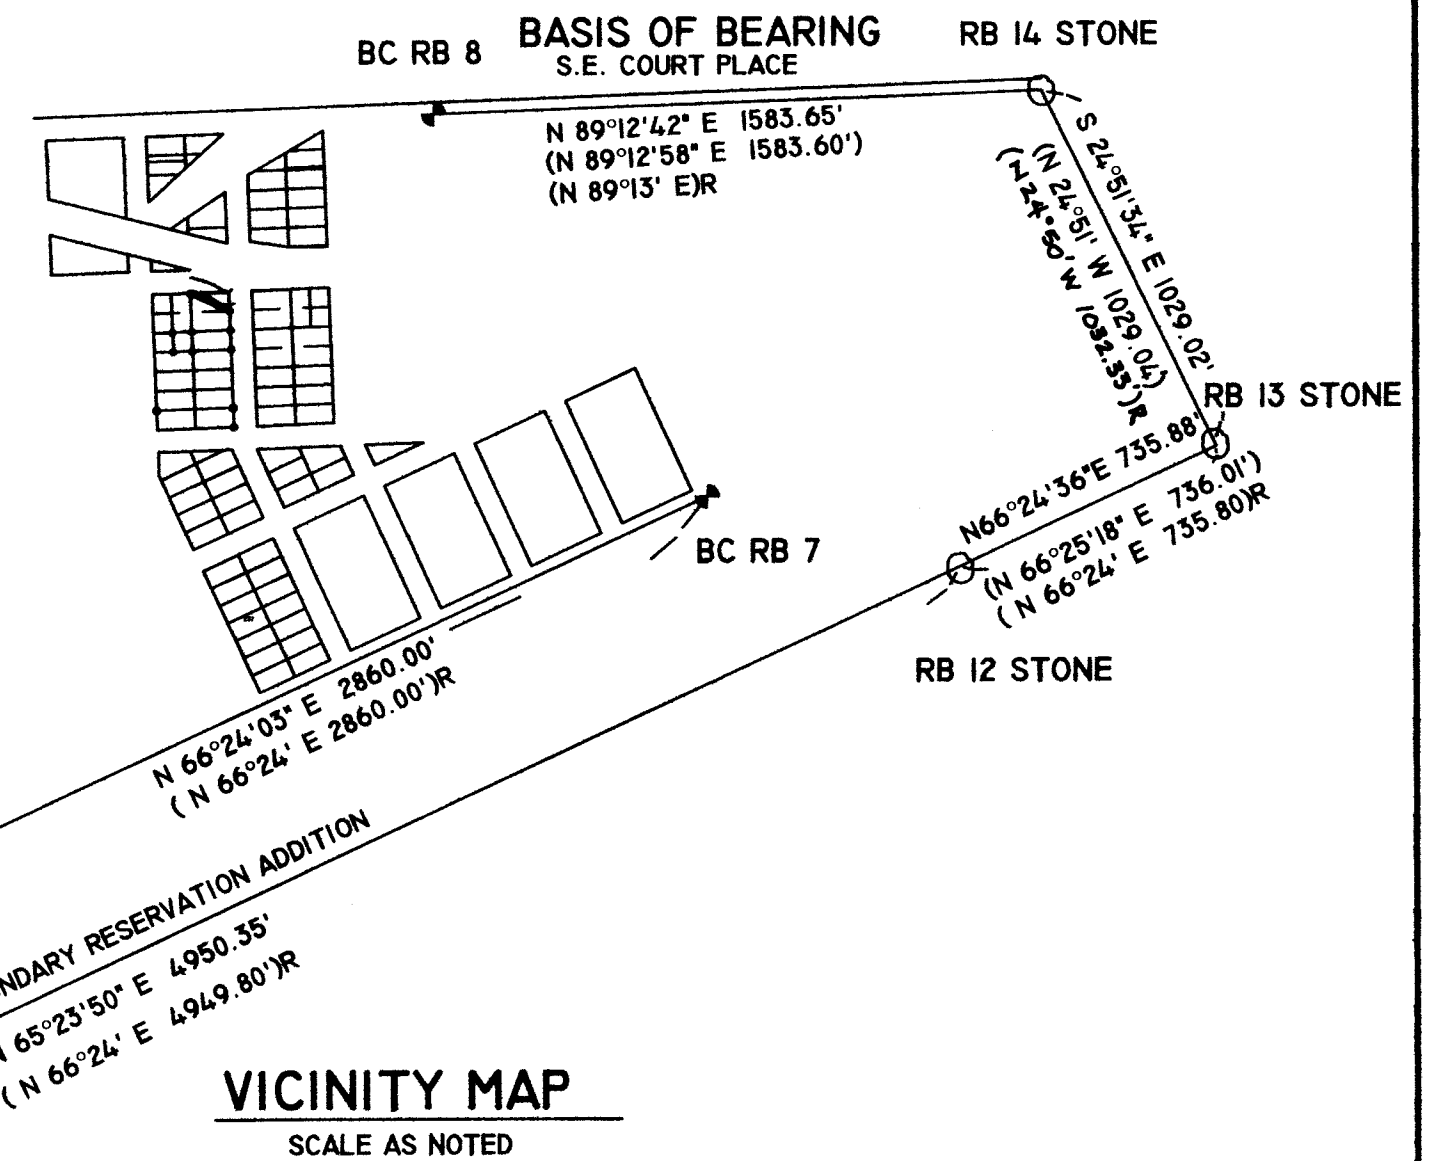 BASIS OF BEARING
BC RB 8
S.E. COURT PLACE
RB 14 STONE
N 89°12'42" E 1583.65'
(N 89°12'58" E 1583.60')
(N 89°13' E)R
S 24°51'34" E 1029.02'
(N 24°51' W 1029.04)
(N 24°50' W 1032.33')R
RB 13 STONE
N66°24'36"E 735.88'
(N 66°25'18" E 736.01')
( N 66°24' E 735.80)R
BC RB 7
RB 12 STONE
N 66°24'03" E 2860.00'
( N 66°24' E 2860.00')R
NDARY RESERVATION ADDITION
65°23'50" E 4950.35'
( N 66°24' E 4949.80')R
VICINITY MAP
SCALE AS NOTED